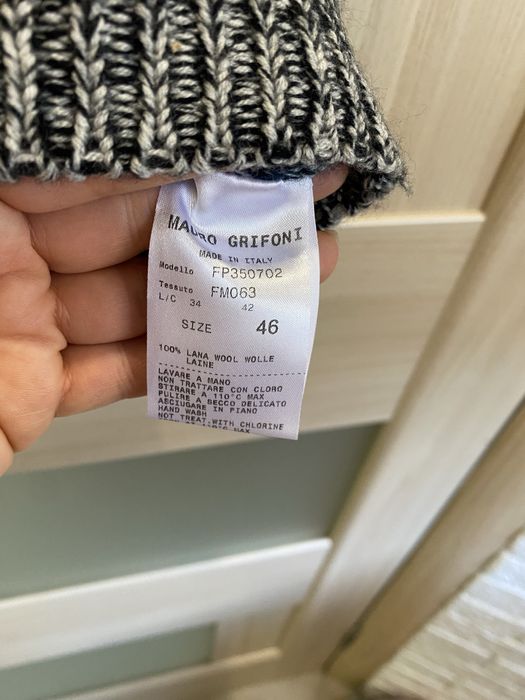 MAURO GRIFONI
MADE IN ITALY
Modello FP350702
Tessuto FM063
L/C 34 42
SIZE 46
100% LANA WOOL WOLLE
LAINE
LAVARE A MANO
NON TRATTARE CON CLORO
STIRARE A 110°C MAX
PULIRE A SECCO DELICATO
ASCIUGARE IN PIANO
HAND WASH
NOT TREAT WITH CHLORINE
MAX